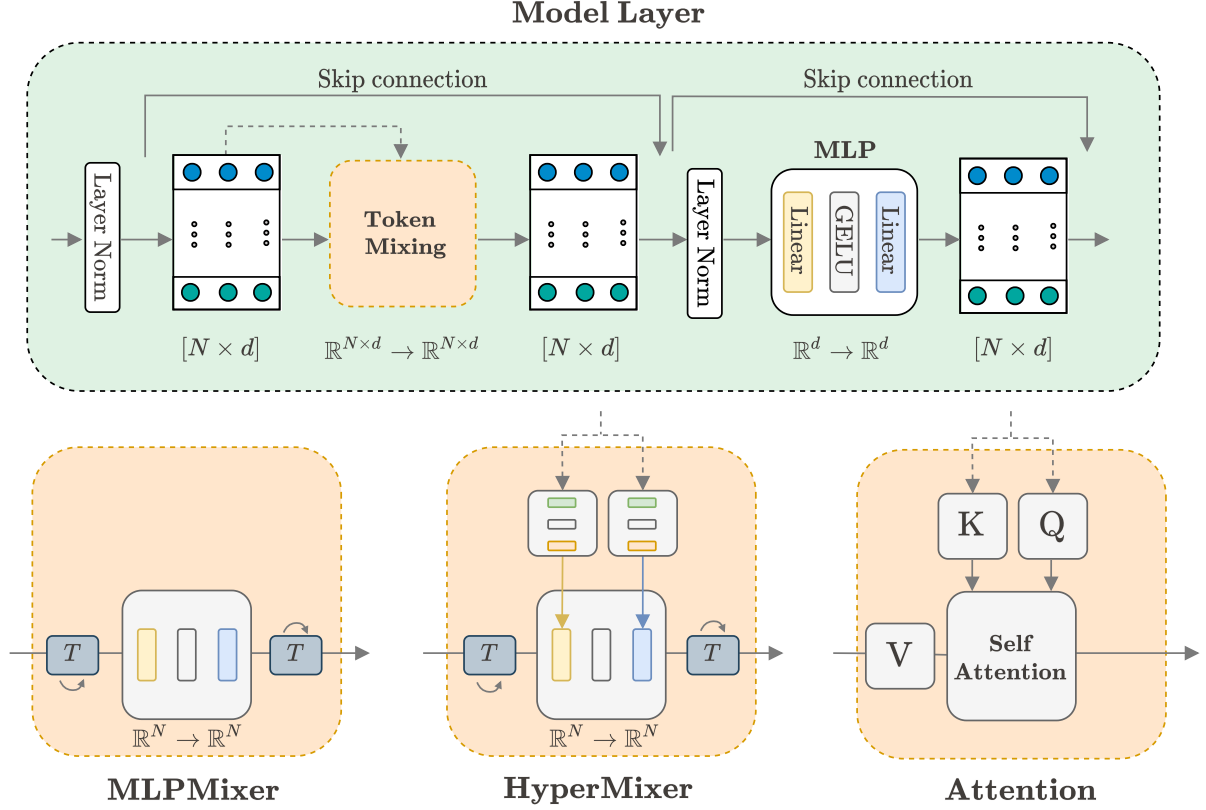 Model Layer
Skip connection
Skip connection
Layer Norm
Token
Mixing
Layer Norm
MLP
Linear
GELU
Linear
[N × d]
ℝ^{N×d} → ℝ^{N×d}
[N × d]
ℝ^d → ℝ^d
[N × d]
T
T
ℝ^N → ℝ^N
MLPMixer
T
T
ℝ^N → ℝ^N
HyperMixer
K
Q
V
Self
Attention
Attention